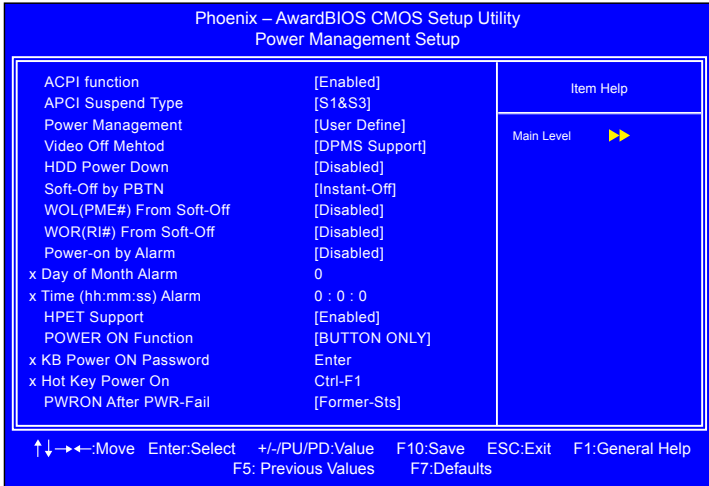 Phoenix – AwardBIOS CMOS Setup Utility
Power Management Setup
ACPI function [Enabled]
APCI Suspend Type [S1&S3]
Power Management [User Define]
Video Off Mehtod [DPMS Support]
HDD Power Down [Disabled]
Soft-Off by PBTN [Instant-Off]
WOL(PME#) From Soft-Off [Disabled]
WOR(RI#) From Soft-Off [Disabled]
Power-on by Alarm [Disabled]
x Day of Month Alarm 0
x Time (hh:mm:ss) Alarm 0 : 0 : 0
HPET Support [Enabled]
POWER ON Function [BUTTON ONLY]
x KB Power ON Password Enter
x Hot Key Power On Ctrl-F1
PWRON After PWR-Fail [Former-Sts]
Item Help
Main Level ▶▶
↑↓→←:Move Enter:Select +/-/PU/PD:Value F10:Save ESC:Exit F1:General Help
F5: Previous Values F7:Defaults